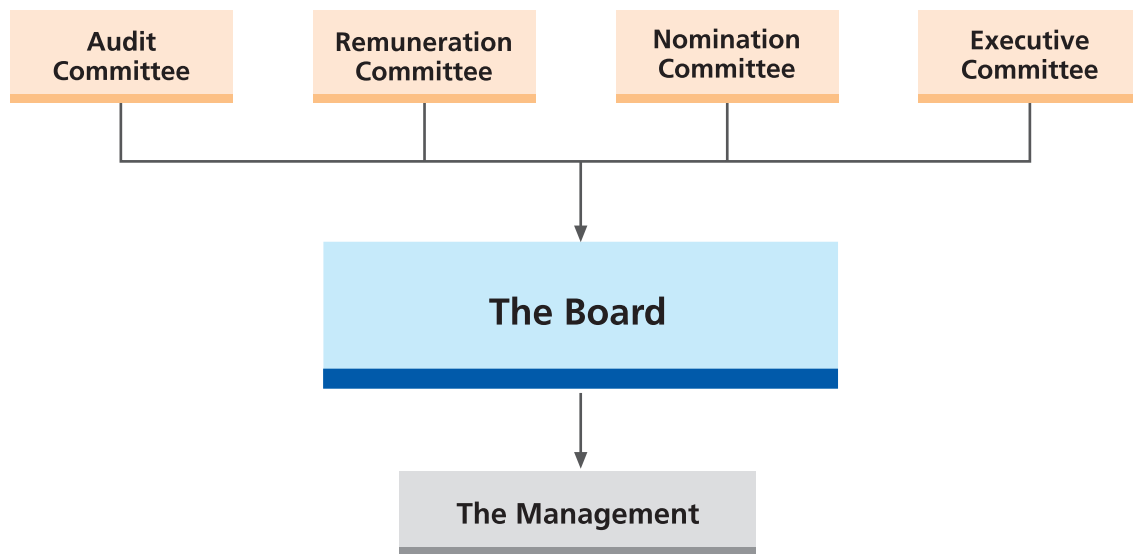 Audit
Committee
Remuneration
Committee
Nomination
Committee
Executive
Committee
The Board
The Management